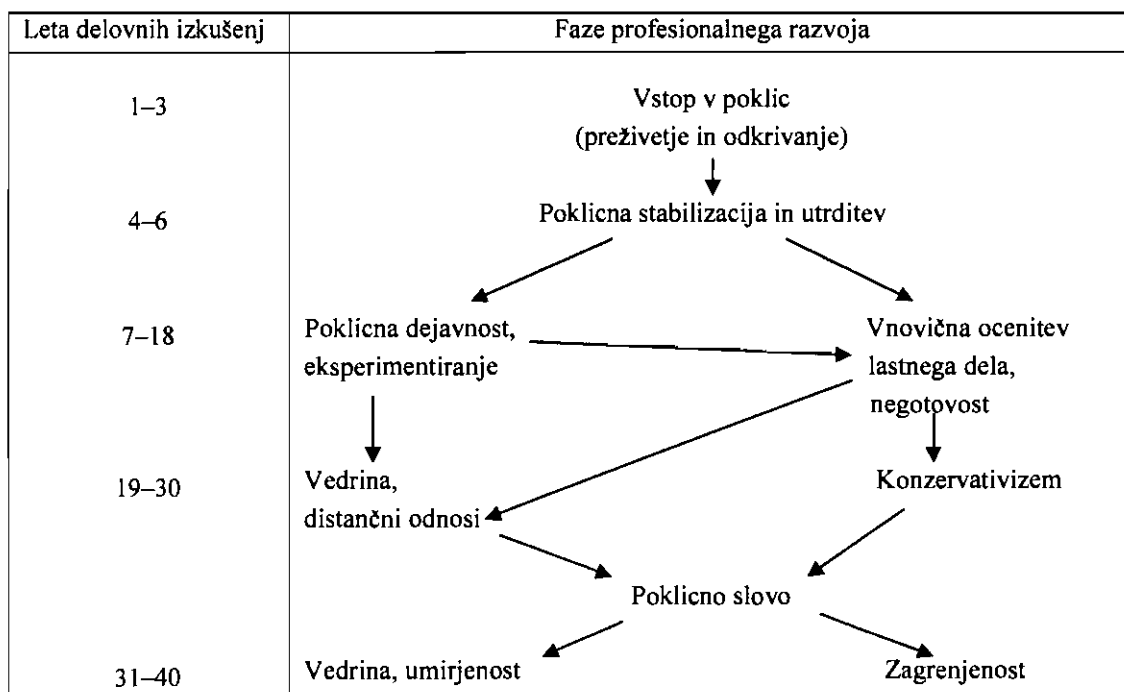 Leta delovnih izkušenj
Faze profesionalnega razvoja
1–3
Vstop v poklic
(preživetje in odkrivanje)
4–6
Poklicna stabilizacija in utrditev
7–18
Poklicna dejavnost,
eksperimentiranje
Vnovična ocenitev
lastnega dela,
negotovost
19–30
Vedrina,
distančni odnosi
Konzervativizem
Poklicno slovo
31–40
Vedrina, umirjenost
Zagrenjenost